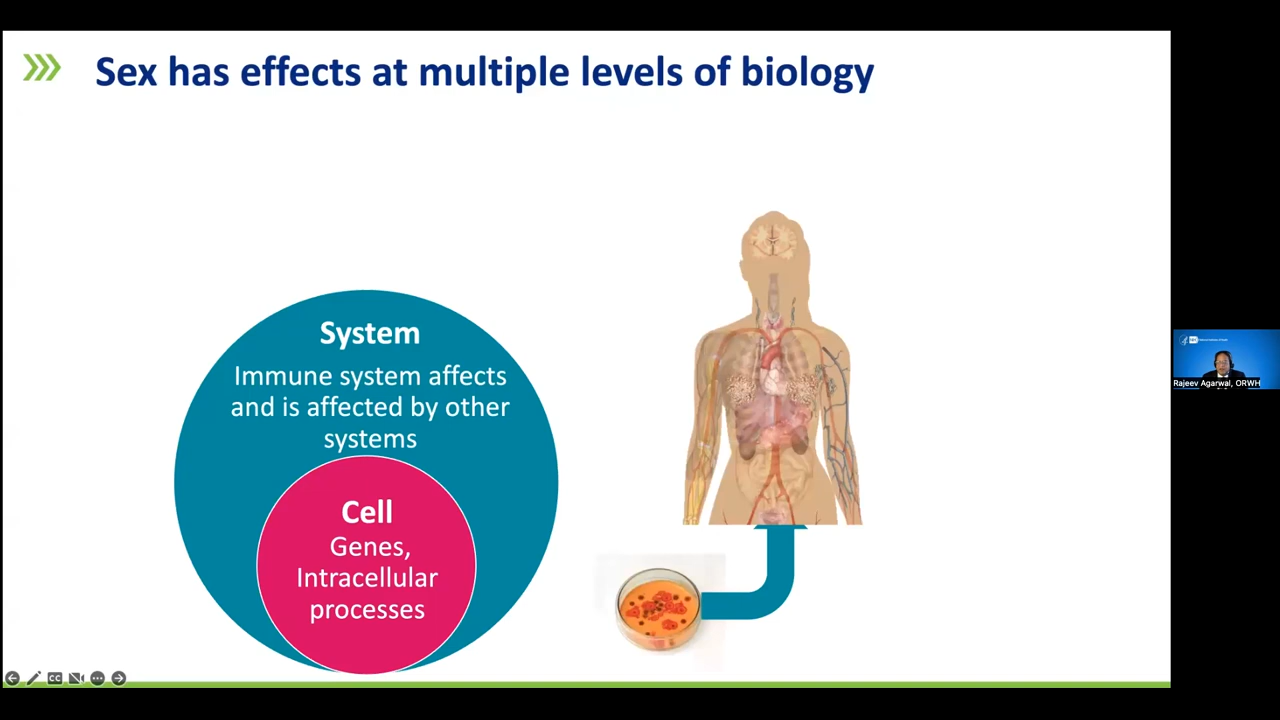 Sex has effects at multiple levels of biology
System
Immune system affects
and is affected by other
systems
Cell
Genes,
Intracellular
processes
Rajeev Agarwal, ORWH